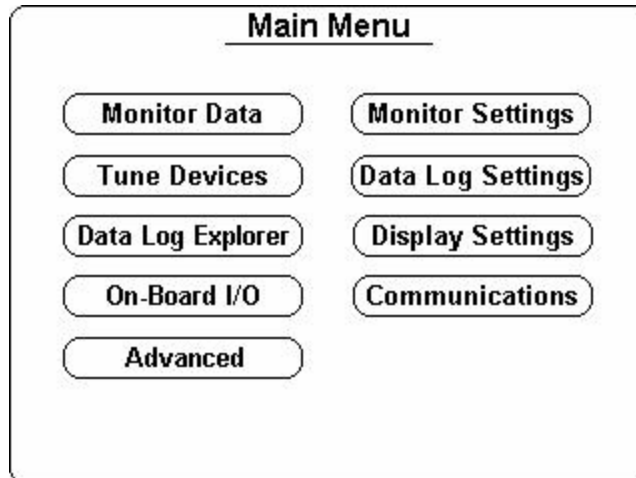 Main Menu
Monitor Data
Monitor Settings
Tune Devices
Data Log Settings
Data Log Explorer
Display Settings
On-Board I/O
Communications
Advanced